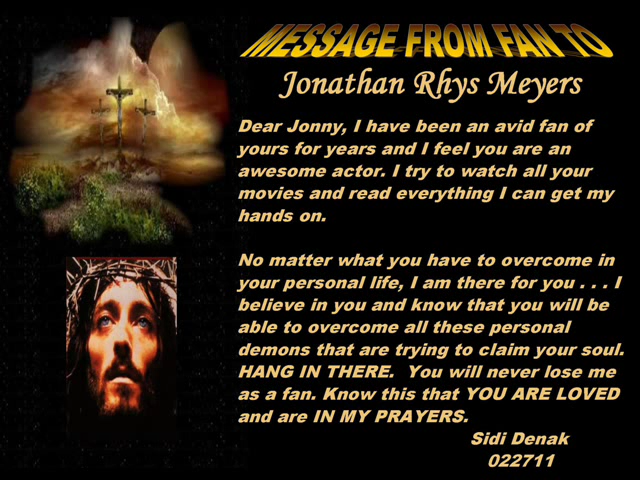 MESSAGE FROM FAN TO
Jonathan Rhys Meyers
Dear Jonny, I have been an avid fan of
yours for years and I feel you are an
awesome actor. I try to watch all your
movies and read everything I can get my
hands on.
No matter what you have to overcome in
your personal life, I am there for you . . . I
believe in you and know that you will be
able to overcome all these personal
demons that are trying to claim your soul.
HANG IN THERE.  You will never lose me
as a fan. Know this that YOU ARE LOVED
and are IN MY PRAYERS.
Sidi Denak
022711